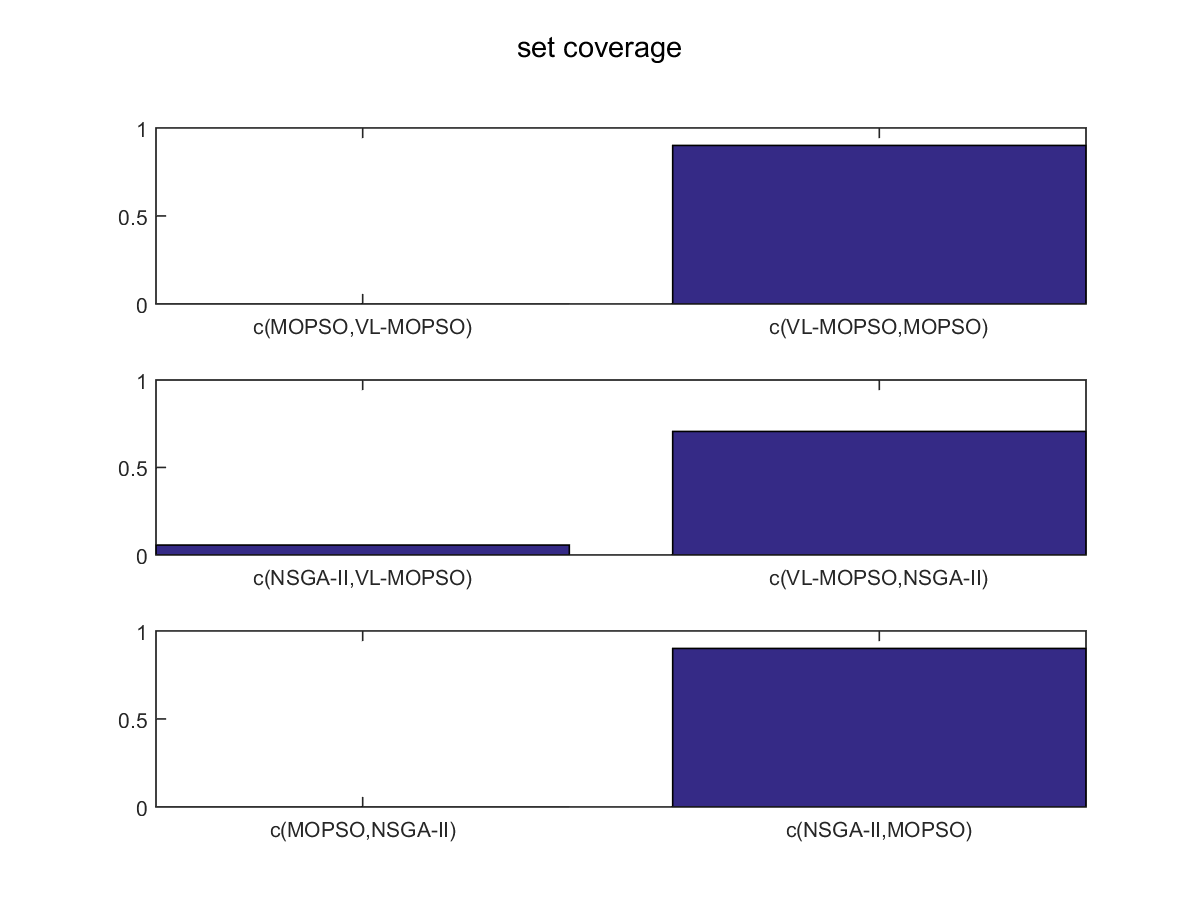 set coverage
1
0.5
0
c(MOPSO,VL-MOPSO) c(VL-MOPSO,MOPSO)
1
0.5
0
c(NSGA-II,VL-MOPSO) c(VL-MOPSO,NSGA-II)
1
0.5
0
c(MOPSO,NSGA-II) c(NSGA-II,MOPSO)